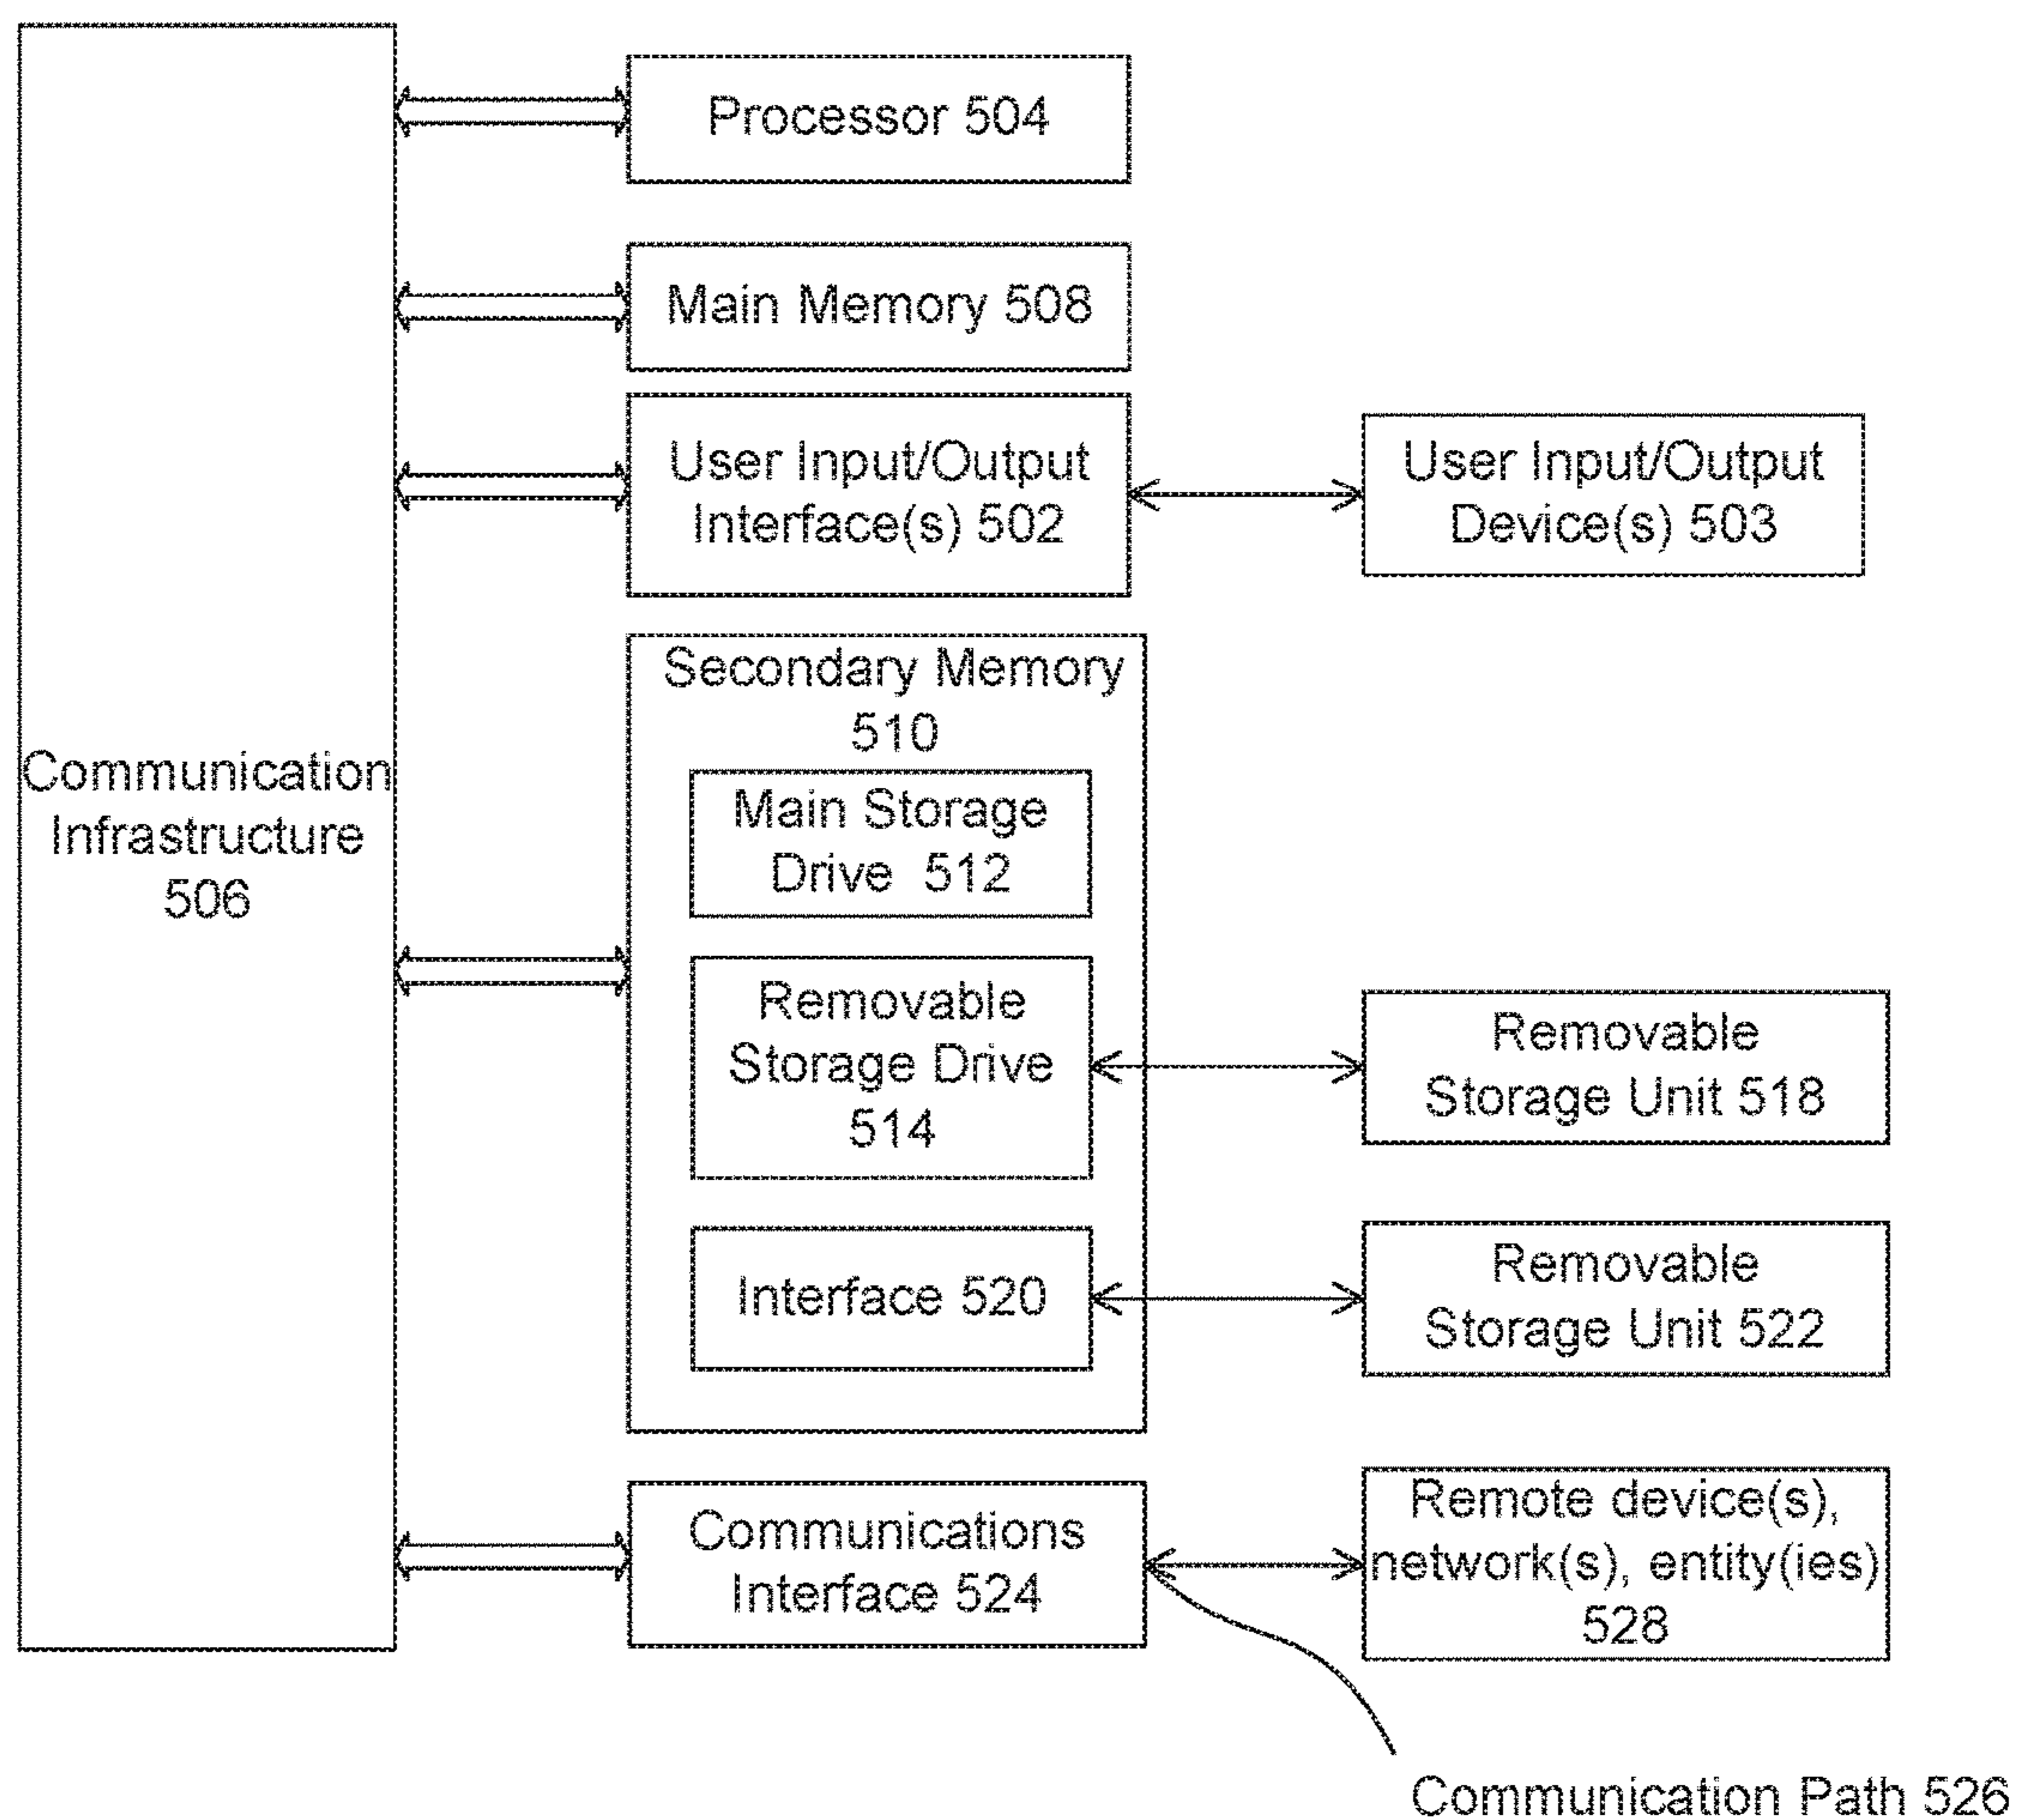 Processor 504
Main Memory 508
User Input/Output
Interface(s) 502
User Input/Output
Device(s) 503
Communication
Infrastructure
506
Secondary Memory
510
Main Storage
Drive 512
Removable
Storage Drive
514
Removable
Storage Unit 518
Interface 520
Removable
Storage Unit 522
Communications
Interface 524
Remote device(s),
network(s), entity(ies)
528
Communication Path 526